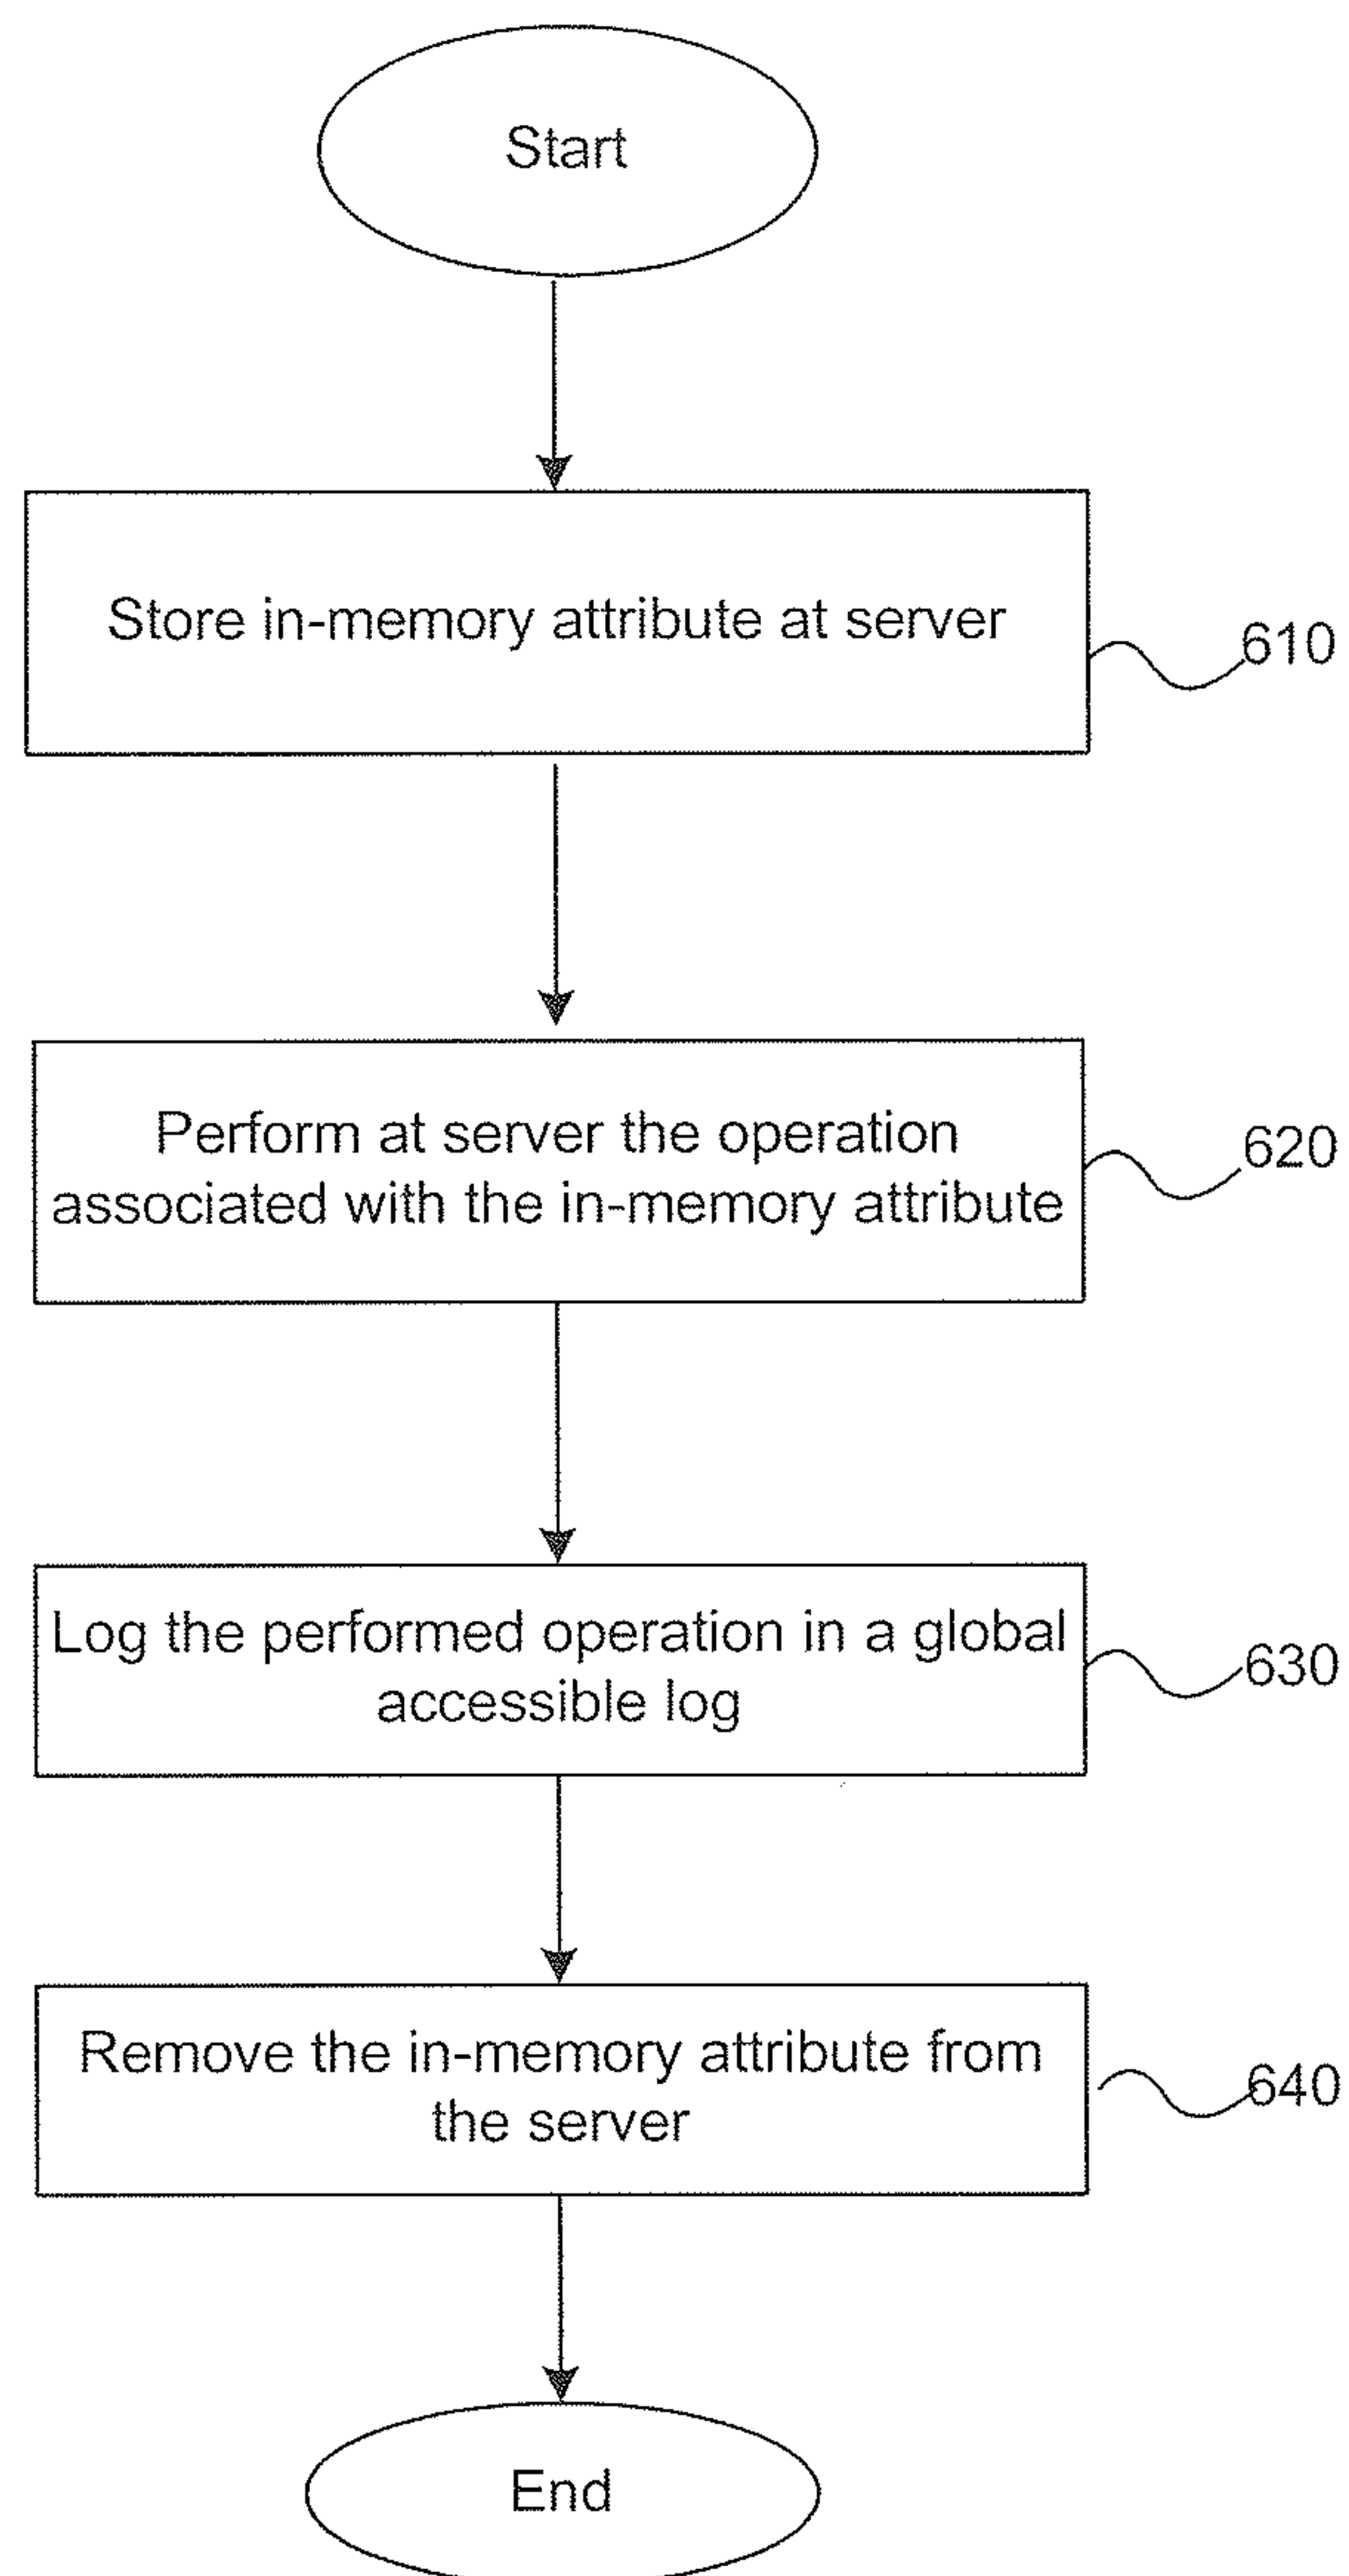 Start
Store in-memory attribute at server
610
Perform at server the operation
associated with the in-memory attribute
620
Log the performed operation in a global
accessible log
630
Remove the in-memory attribute from
the server
640
End